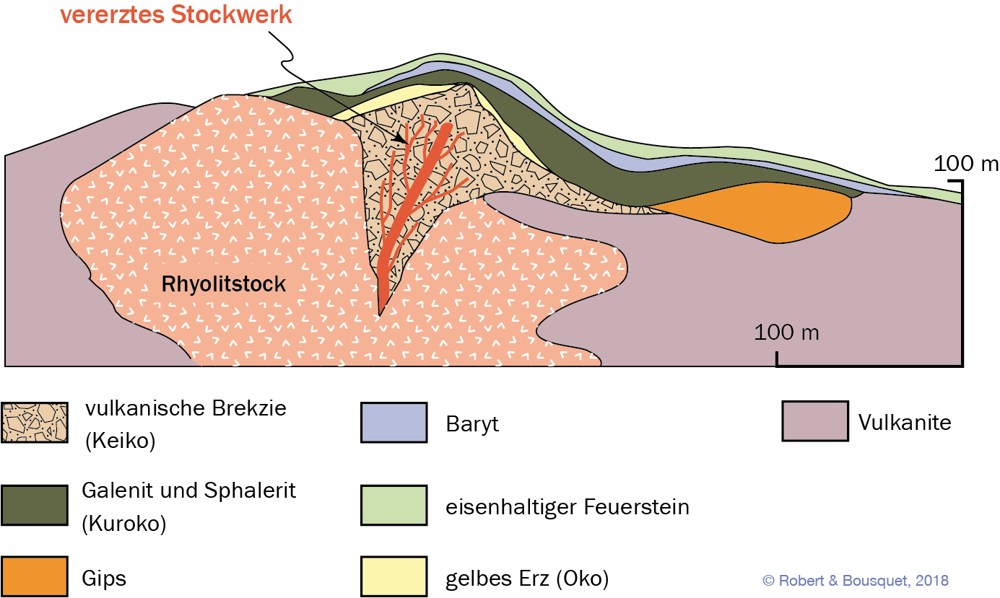 vererztes Stockwerk
100 m
Rhyolitstock
100 m
vulkanische Brekzie
(Keiko)
Baryt
Vulkanite
Galenit und Sphalerit
(Kuroko)
eisenhaltiger Feuerstein
Gips
gelbes Erz (Oko)
© Robert & Bousquet, 2018